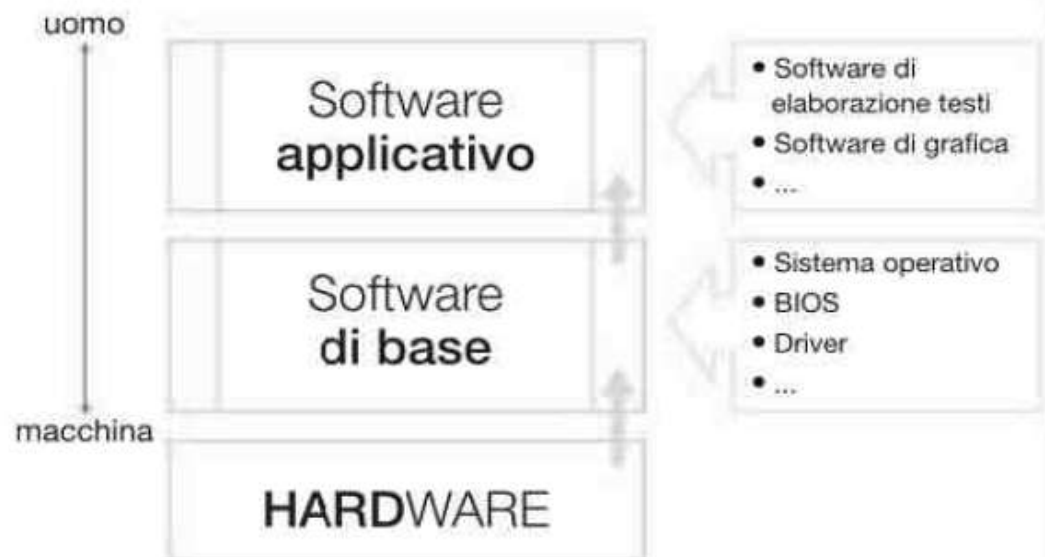 uomo
Software
applicativo
• Software di
elaborazione testi
• Software di grafica
• ...
Software
di base
• Sistema operativo
• BIOS
• Driver
• ...
macchina
HARDWARE